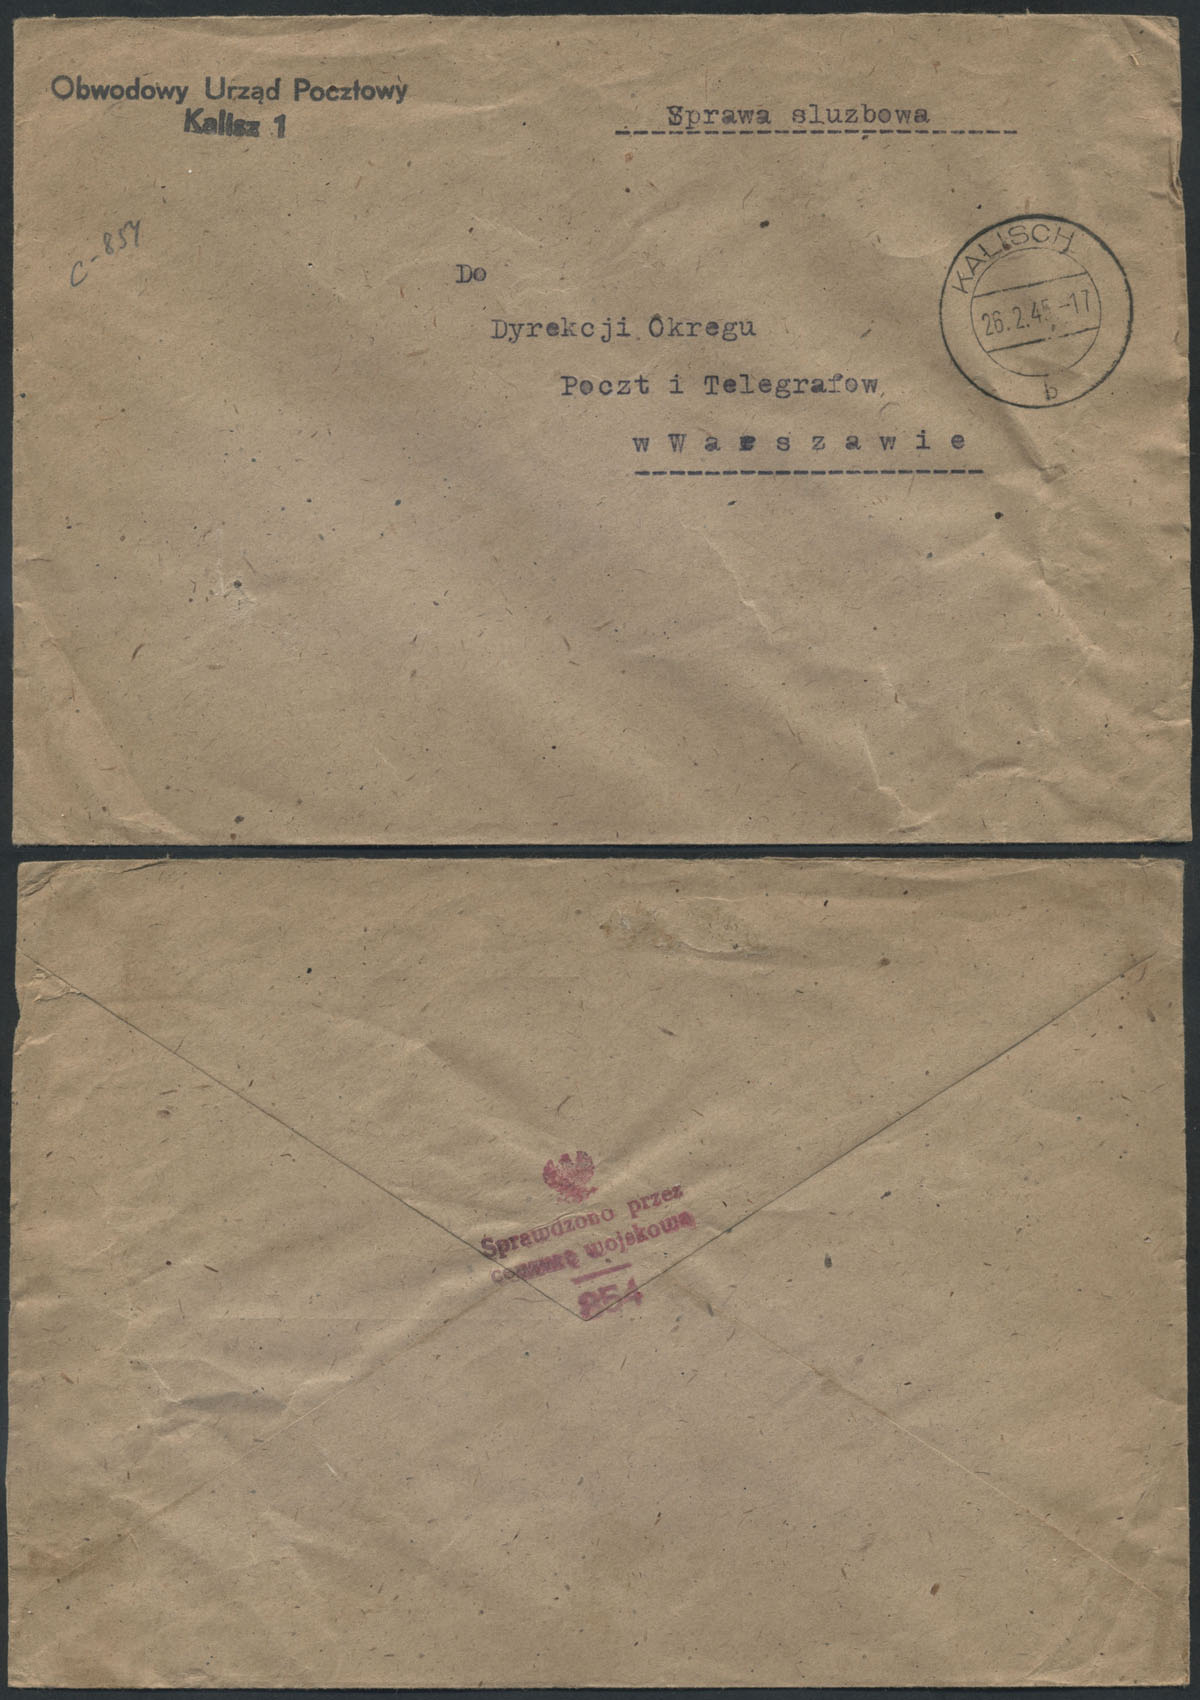 Obwodowy Urząd Pocztowy
Kalisz 1
Sprawa sluzbowa
C-854
Do
Dyrekcji Okregu
Poczt i Telegrafow
w Warszawie
KALISCH
26.2.45-17
b
Sprawdzono przez
cenzurę wojskową
854